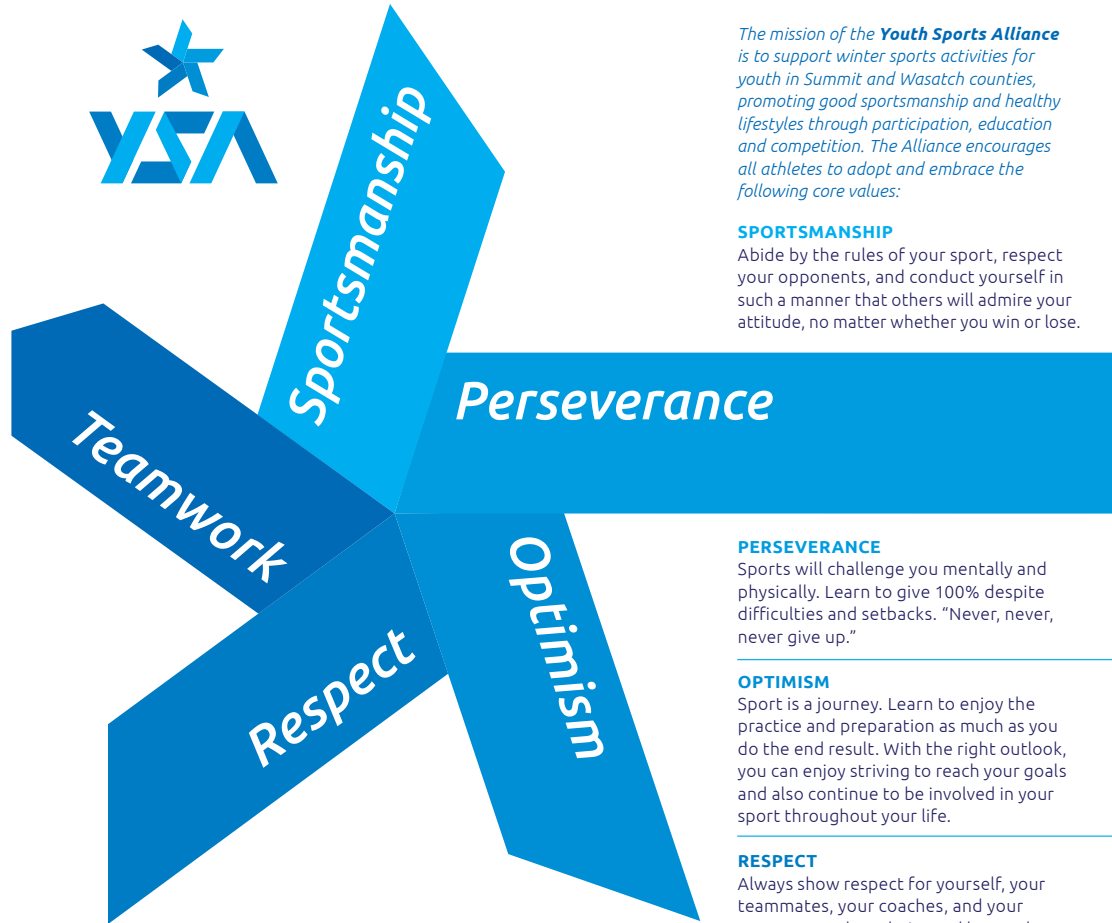 YSA
Sportsmanship
Perseverance
Teamwork
Optimism
Respect
The mission of the Youth Sports Alliance
is to support winter sports activities for
youth in Summit and Wasatch counties,
promoting good sportsmanship and healthy
lifestyles through participation, education
and competition. The Alliance encourages
all athletes to adopt and embrace the
following core values:
SPORTSMANSHIP
Abide by the rules of your sport, respect
your opponents, and conduct yourself in
such a manner that others will admire your
attitude, no matter whether you win or lose.
PERSEVERANCE
Sports will challenge you mentally and
physically. Learn to give 100% despite
difficulties and setbacks. “Never, never,
never give up.”
OPTIMISM
Sport is a journey. Learn to enjoy the
practice and preparation as much as you
do the end result. With the right outlook,
you can enjoy striving to reach your goals
and also continue to be involved in your
sport throughout your life.
RESPECT
Always show respect for yourself, your
teammates, your coaches, and your